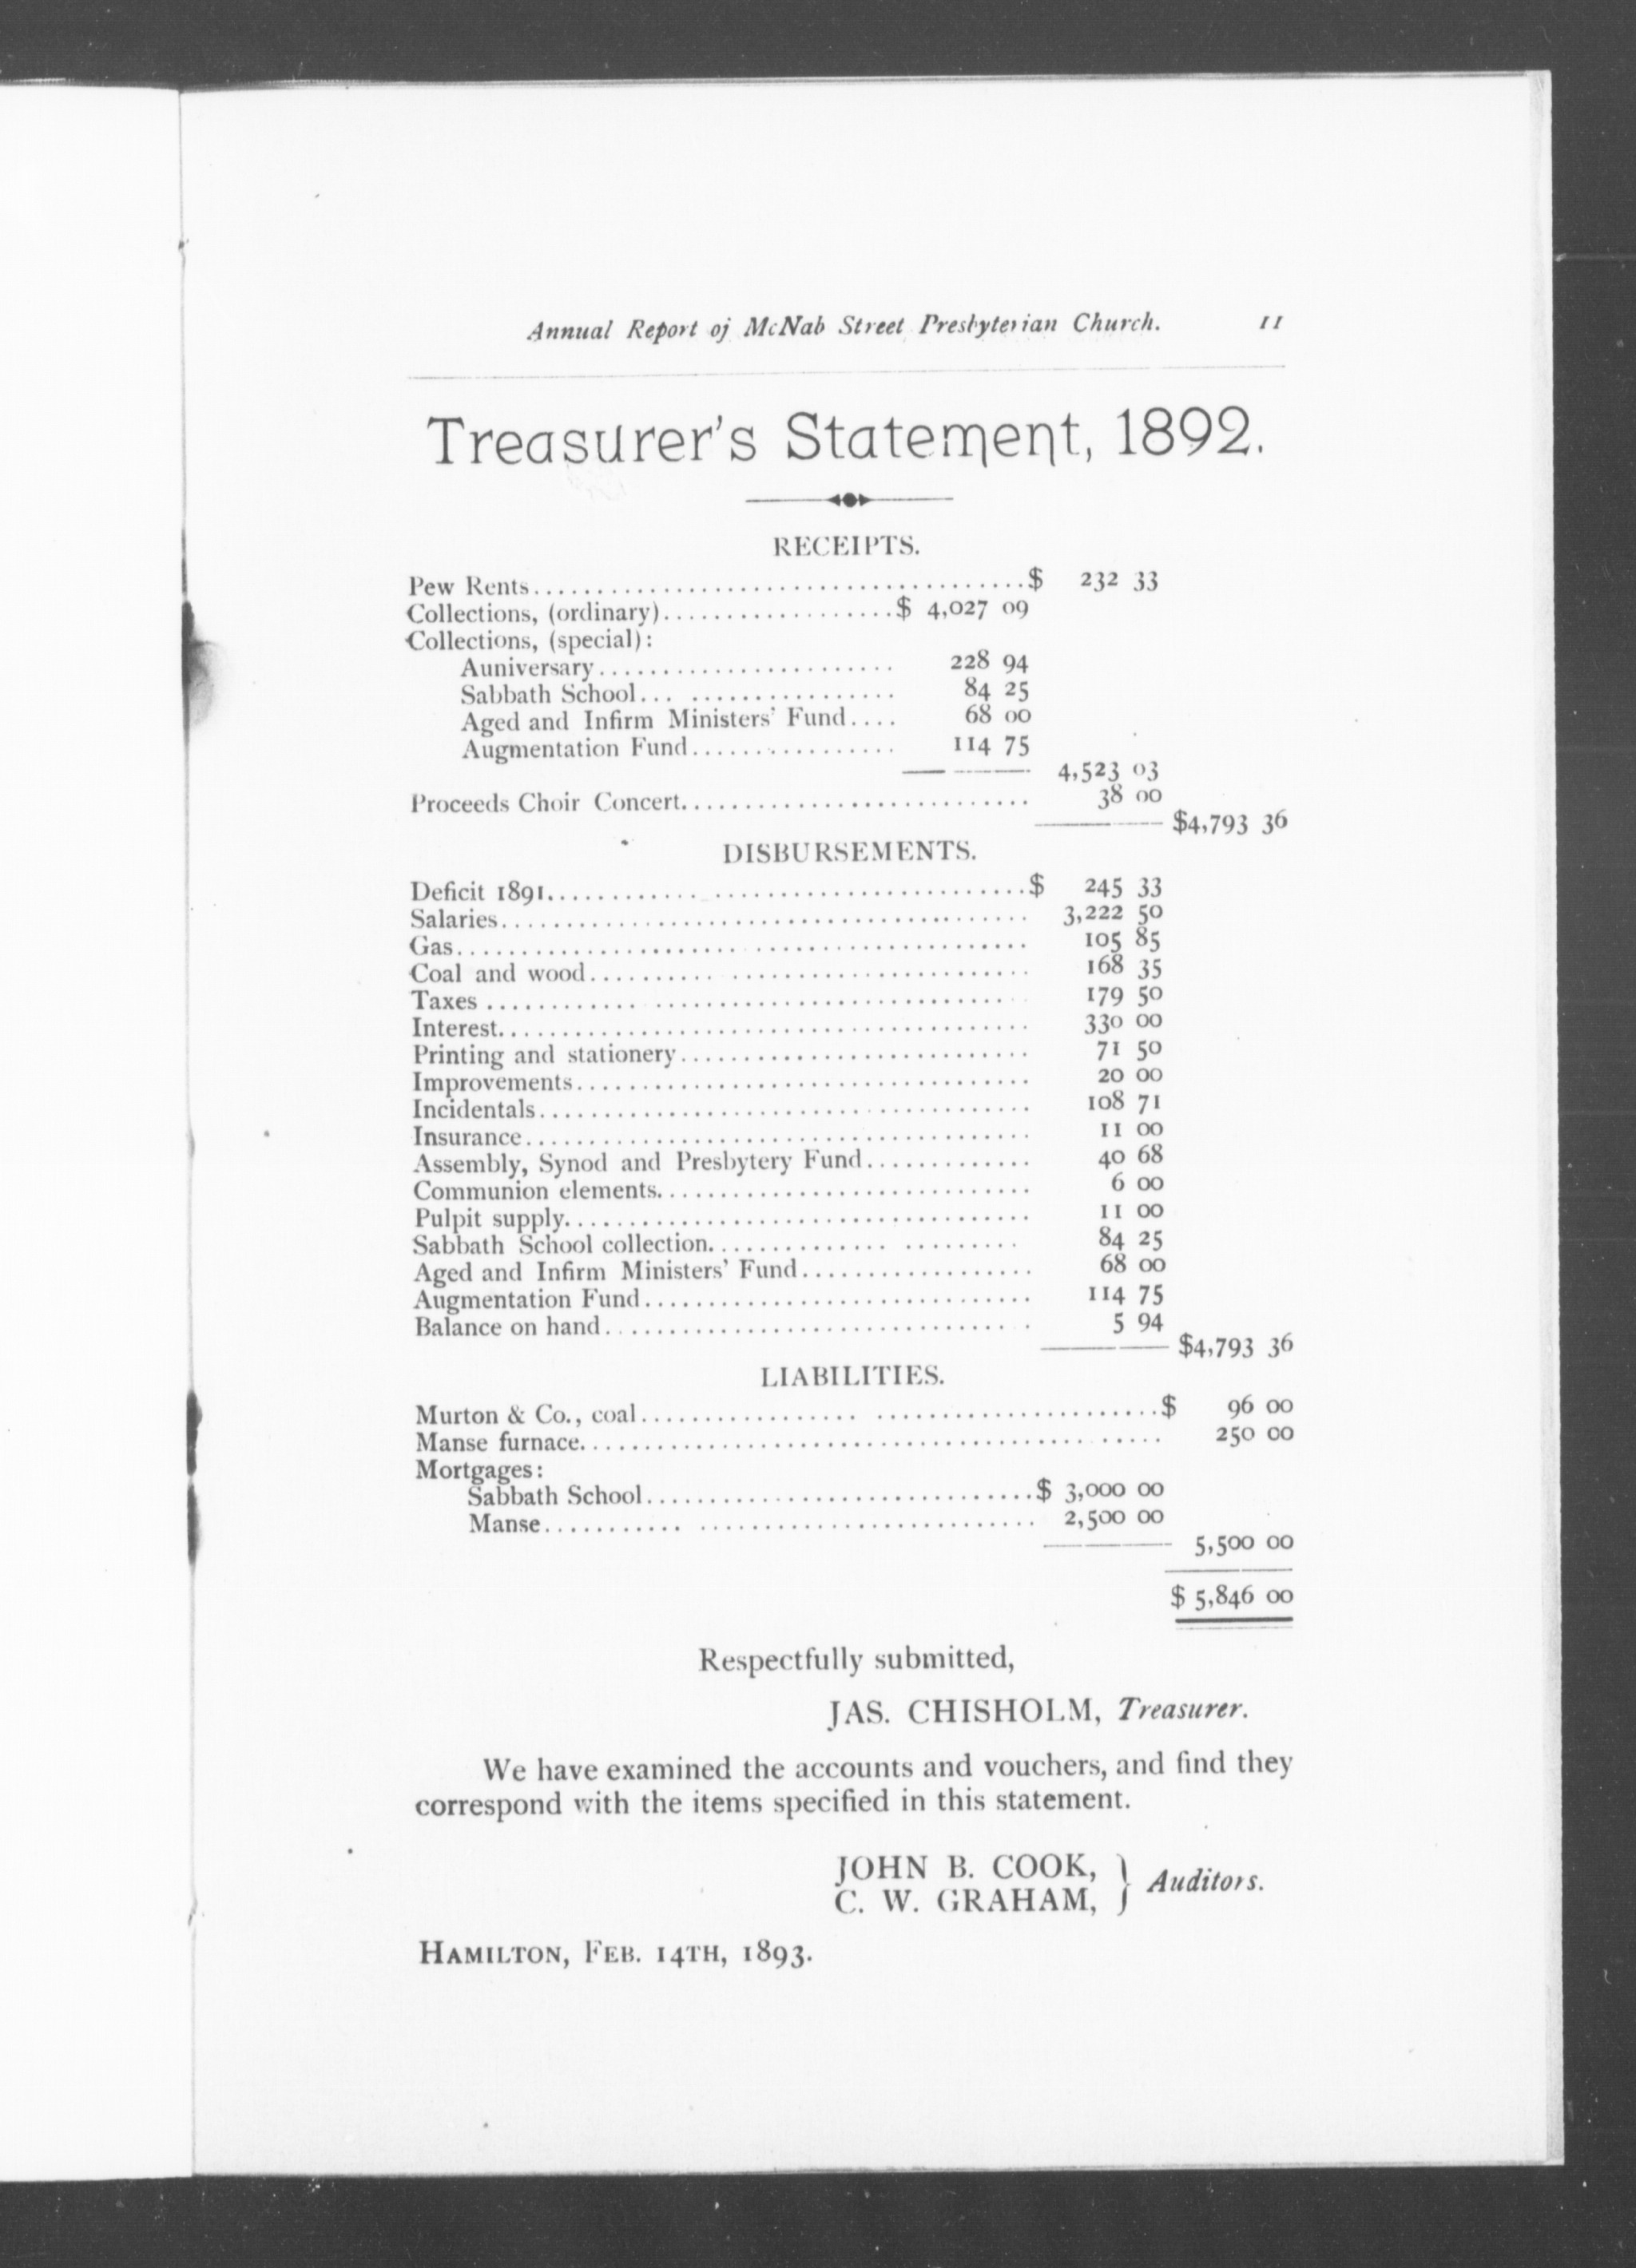 Annual Report of McNab Street Presbyterian Church. 11
Treasurer's Statement, 1892.
RECEIPTS.
Pew Rents.......................................$ 232 33
Collections, (ordinary)..................$ 4,027 09
Collections, (special):
Auniversary....................... 228 94
Sabbath School... ................ 84 25
Aged and Infirm Ministers' Fund.... 68 00
Augmentation Fund................ 114 75
4,523 03
Proceeds Choir Concert............................ 38 00
$4,793 36
DISBURSEMENTS.
Deficit 1891............ .........................$ 245 33
Salaries.......................................... 3,222 50
Gas............................................. 105 85
Coal and wood.......... ........................ 168 35
Taxes ............ .............................. 179 50
Interest.......................................... 330 00
Printing and stationery............................ 71 50
Improvements.................................... 20 00
Incidentals....................................... 108 71
Insurance........................................ 11 00
Assembly, Synod and Presbytery Fund............. 40 68
Communion elements.............................. 6 00
Pulpit supply..................................... 11 00
Sabbath School collection.............. ......... 84 25
Aged and Infirm Ministers' Fund.................. 68 00
Augmentation Fund............................... 114 75
Balance on hand.................................. 5 94
$4,793 36
LIABILITIES.
Murton & Co., coal................. .......................$ 96 00
Manse furnace.............................................. 250 00
Mortgages:
Sabbath School...............................$ 3,000 00
Manse........... ........................... 2,500 00
5,500 00
$ 5,846 00
Respectfully submitted,
JAS. CHISHOLM, Treasurer.
We have examined the accounts and vouchers, and find they
correspond with the items specified in this statement.
JOHN B. COOK,
C. W. GRAHAM, } Auditors.
HAMILTON, FEB. 14TH, 1893.